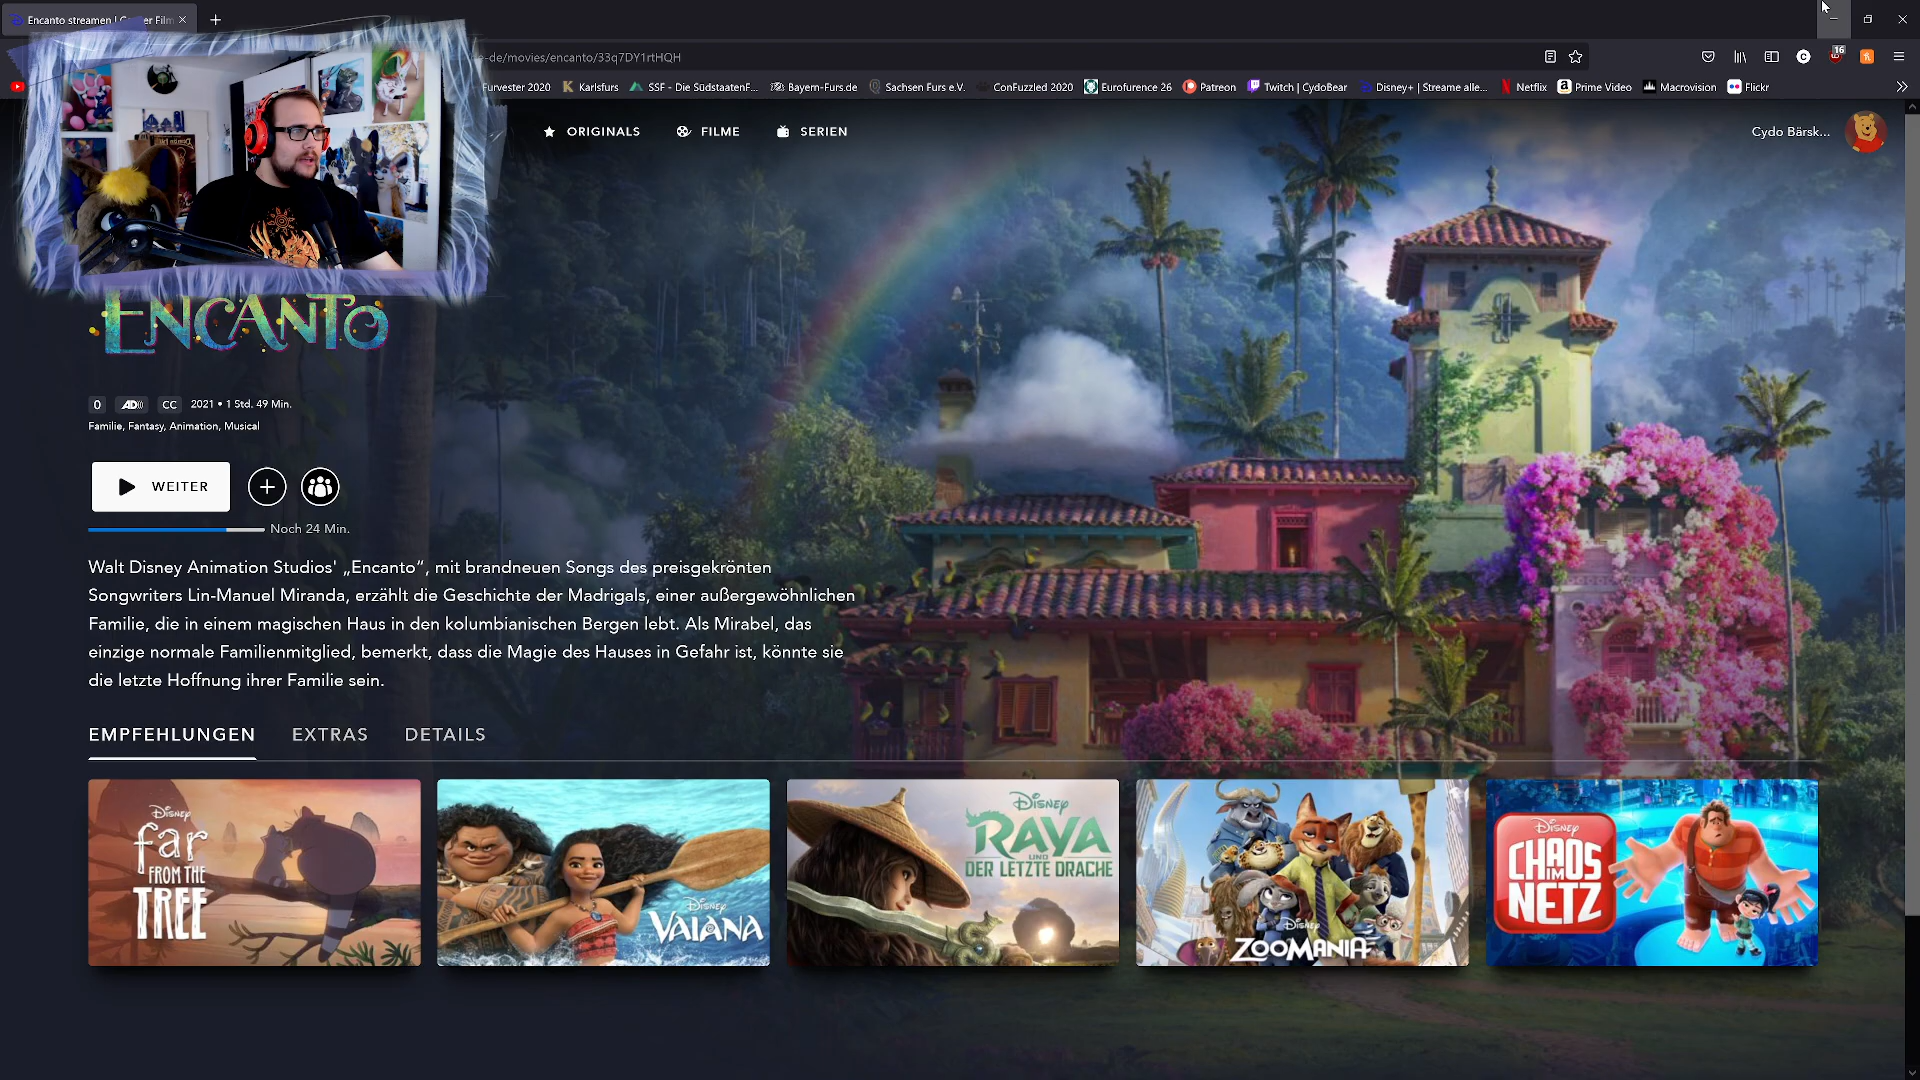 Encanto streamen | Ganzer Film
e-de/movies/encanto/33q7DY1rtHQH
16
Furvester 2020
Karlsfurs
SSF - Die SüdstaatenF...
Bayern-Furs.de
Sachsen Furs e.V.
ConFuzzled 2020
Eurofurence 26
Patreon
Twitch | CydoBear
Disney+ | Streame alle...
Netflix
Prime Video
Macrovision
Flickr
ORIGINALS
FILME
SERIEN
Cydo Bärsk...
ENCANTO
0 AD CC 2021 • 1 Std. 49 Min.
Familie, Fantasy, Animation, Musical
WEITER
Noch 24 Min.
Walt Disney Animation Studios' „Encanto“, mit brandneuen Songs des preisgekrönten
Songwriters Lin-Manuel Miranda, erzählt die Geschichte der Madrigals, einer außergewöhnlichen
Familie, die in einem magischen Haus in den kolumbianischen Bergen lebt. Als Mirabel, das
einzige normale Familienmitglied, bemerkt, dass die Magie des Hauses in Gefahr ist, könnte sie
die letzte Hoffnung ihrer Familie sein.
EMPFEHLUNGEN
EXTRAS
DETAILS
Disney
far
FROM THE
TREE
Disney
VAIANA
Disney
RAYA
UND
DER LETZTE DRACHE
Disney
ZOOMANIA
Disney
CHAOS
IM
NETZ